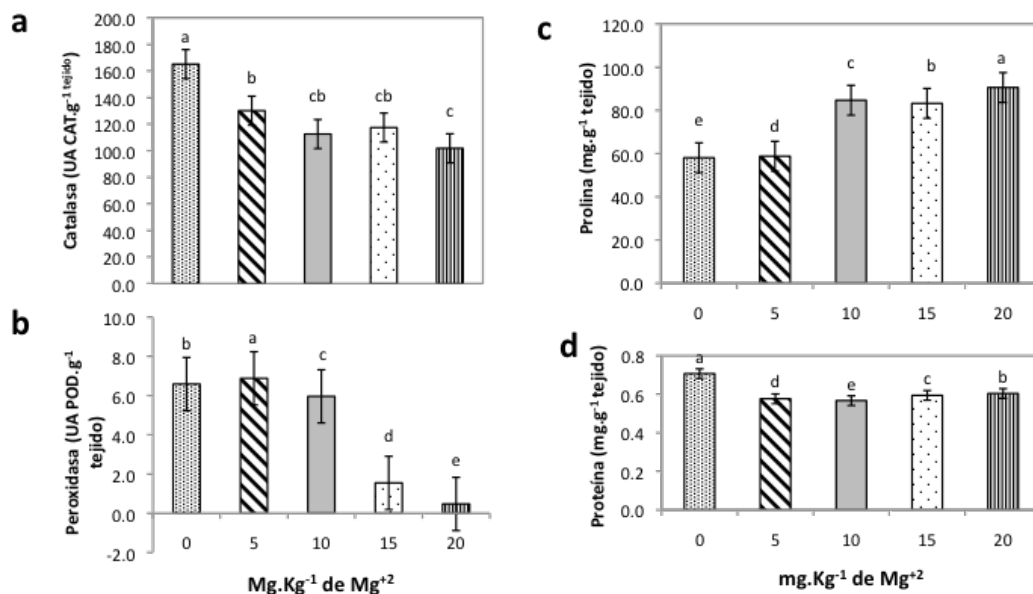 a
Catalasa (UA CAT.g⁻¹ tejido)
200.0
180.0
160.0
140.0
120.0
100.0
80.0
60.0
40.0
20.0
0.0
a
b
cb
cb
c
b
Peroxidasa (UA POD.g⁻¹
tejido)
10.0
8.0
6.0
4.0
2.0
0.0
-2.0
b
a
c
d
e
0 5 10 15 20
Mg.Kg⁻¹ de Mg⁺²
c
Prolina (mg.g⁻¹ tejido)
120.0
100.0
80.0
60.0
40.0
20.0
0.0
e
d
c
b
a
0 5 10 15 20
d
Proteína (mg.g⁻¹ tejido)
0.8
0.6
0.4
0.2
0.0
a
d
e
c
b
0 5 10 15 20
mg.Kg⁻¹ de Mg⁺²